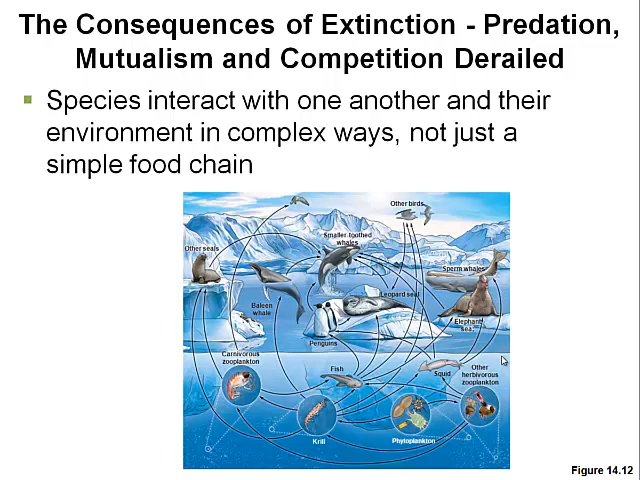 The Consequences of Extinction - Predation,
Mutualism and Competition Derailed
Species interact with one another and their
environment in complex ways, not just a
simple food chain
Other birds
Smaller-toothed
whales
Other seals
Sperm whales
Leopard seal
Baleen
whale
Elephant
seal
Penguins
Carnivorous
zooplankton
Fish
Squid
Other
herbivorous
zooplankton
Krill
Phytoplankton
Figure 14.12